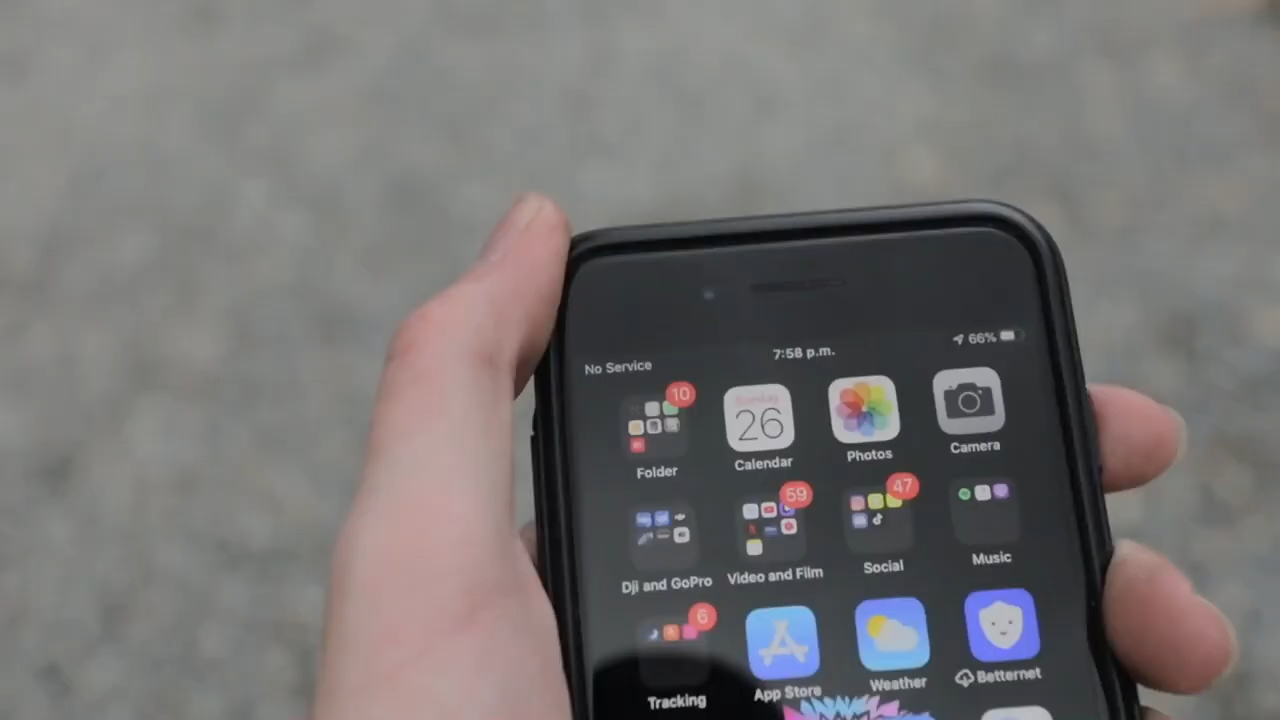 No Service 7:58 p.m. 66%
10
Sunday
26
Folder Calendar Photos Camera
59 47
Dji and GoPro Video and Film Social Music
6
Tracking App Store Weather Betternet